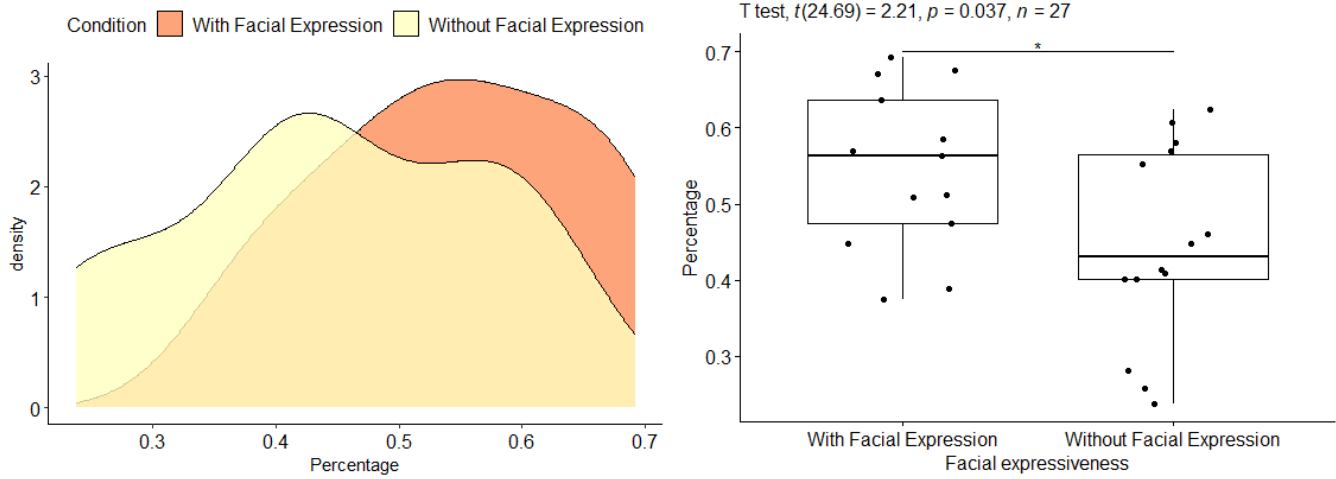 Condition With Facial Expression Without Facial Expression
3
2
1
0
density
0.3 0.4 0.5 0.6 0.7
Percentage
T test, t(24.69) = 2.21, p = 0.037, n = 27
*
0.7
0.6
0.5
0.4
0.3
Percentage
With Facial Expression Without Facial Expression
Facial expressiveness